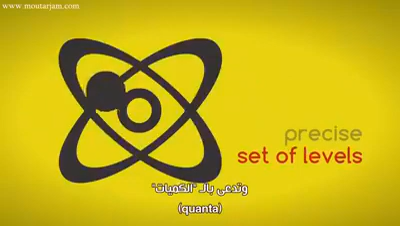 www.moutarjam.com
precise
set of levels
وتدعى بالـ "الكميات"
(quanta)